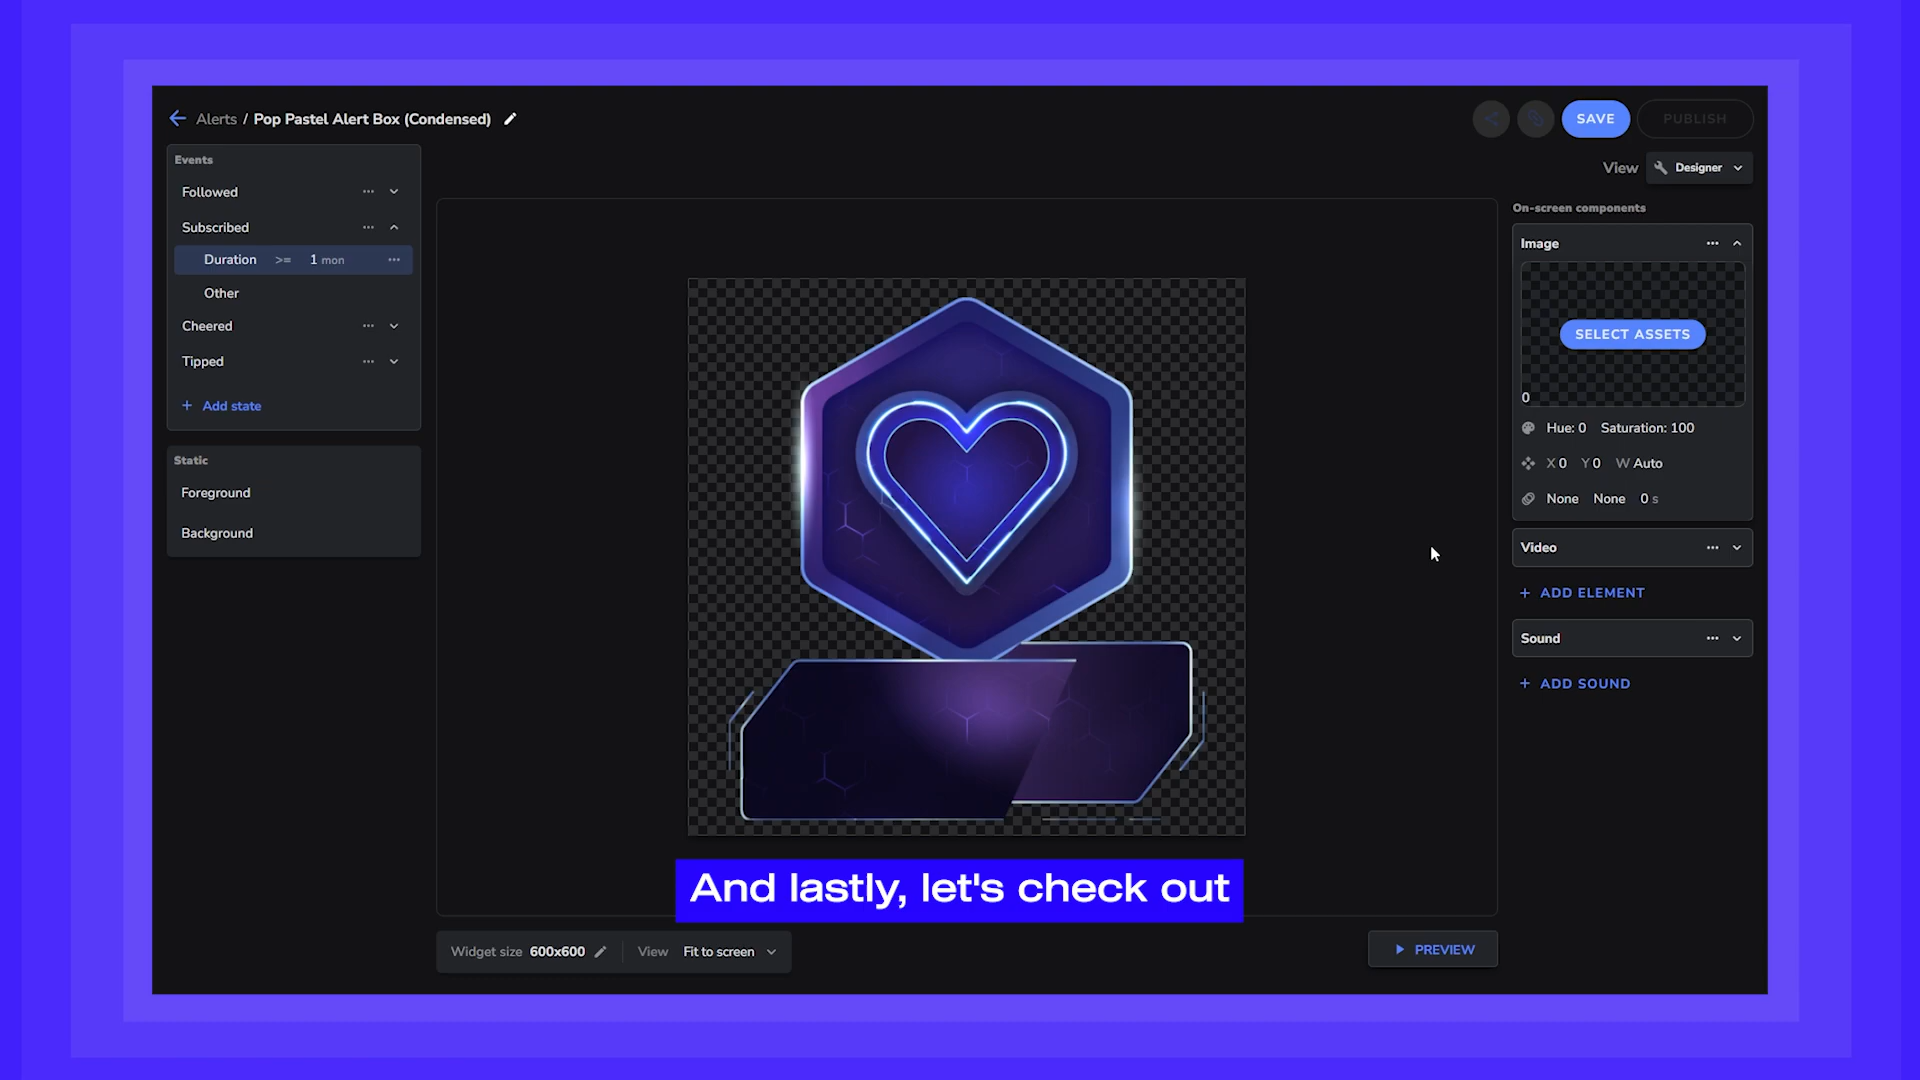 Alerts / Pop Pastel Alert Box (Condensed)
SAVE
PUBLISH
View Designer
Events
Followed
Subscribed
Duration >= 1 mon
Other
Cheered
Tipped
+ Add state
Static
Foreground
Background
On-screen components
Image
SELECT ASSETS
0
Hue: 0 Saturation: 100
X 0 Y 0 W Auto
None None 0 s
Video
+ ADD ELEMENT
Sound
+ ADD SOUND
And lastly, let's check out
Widget size 600x600 View Fit to screen
PREVIEW